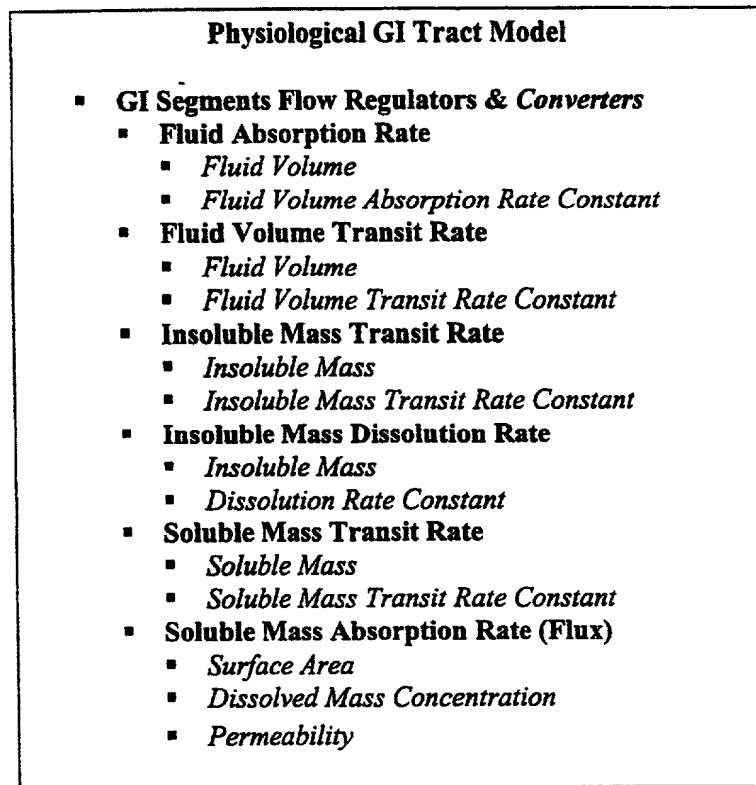 Physiological GI Tract Model
▪ GI Segments Flow Regulators & Converters
▪ Fluid Absorption Rate
▪ Fluid Volume
▪ Fluid Volume Absorption Rate Constant
▪ Fluid Volume Transit Rate
▪ Fluid Volume
▪ Fluid Volume Transit Rate Constant
▪ Insoluble Mass Transit Rate
▪ Insoluble Mass
▪ Insoluble Mass Transit Rate Constant
▪ Insoluble Mass Dissolution Rate
▪ Insoluble Mass
▪ Dissolution Rate Constant
▪ Soluble Mass Transit Rate
▪ Soluble Mass
▪ Soluble Mass Transit Rate Constant
▪ Soluble Mass Absorption Rate (Flux)
▪ Surface Area
▪ Dissolved Mass Concentration
▪ Permeability